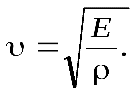 υ = √(E/ρ).